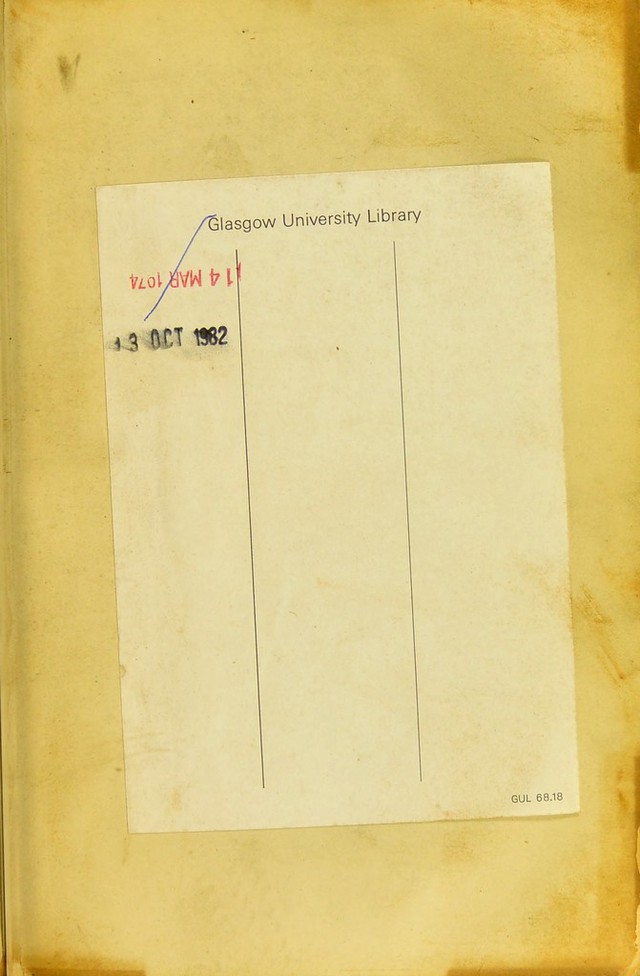 Glasgow University Library
14 MAR 1974
13 OCT 1982
GUL 68.18